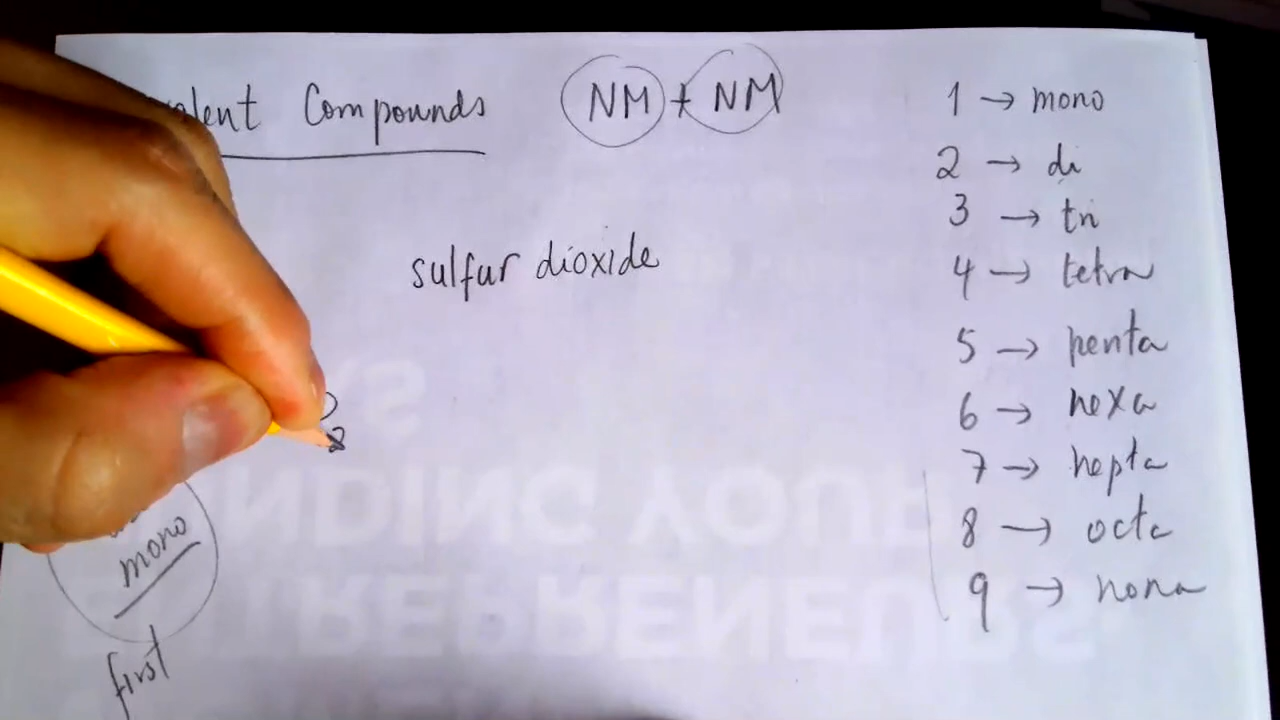 Compounds NM + NM
sulfur dioxide
mono
first
1 → mono
2 → di
3 → tri
4 → tetra
5 → penta
6 → hexa
7 → hepta
8 → octa
9 → nona